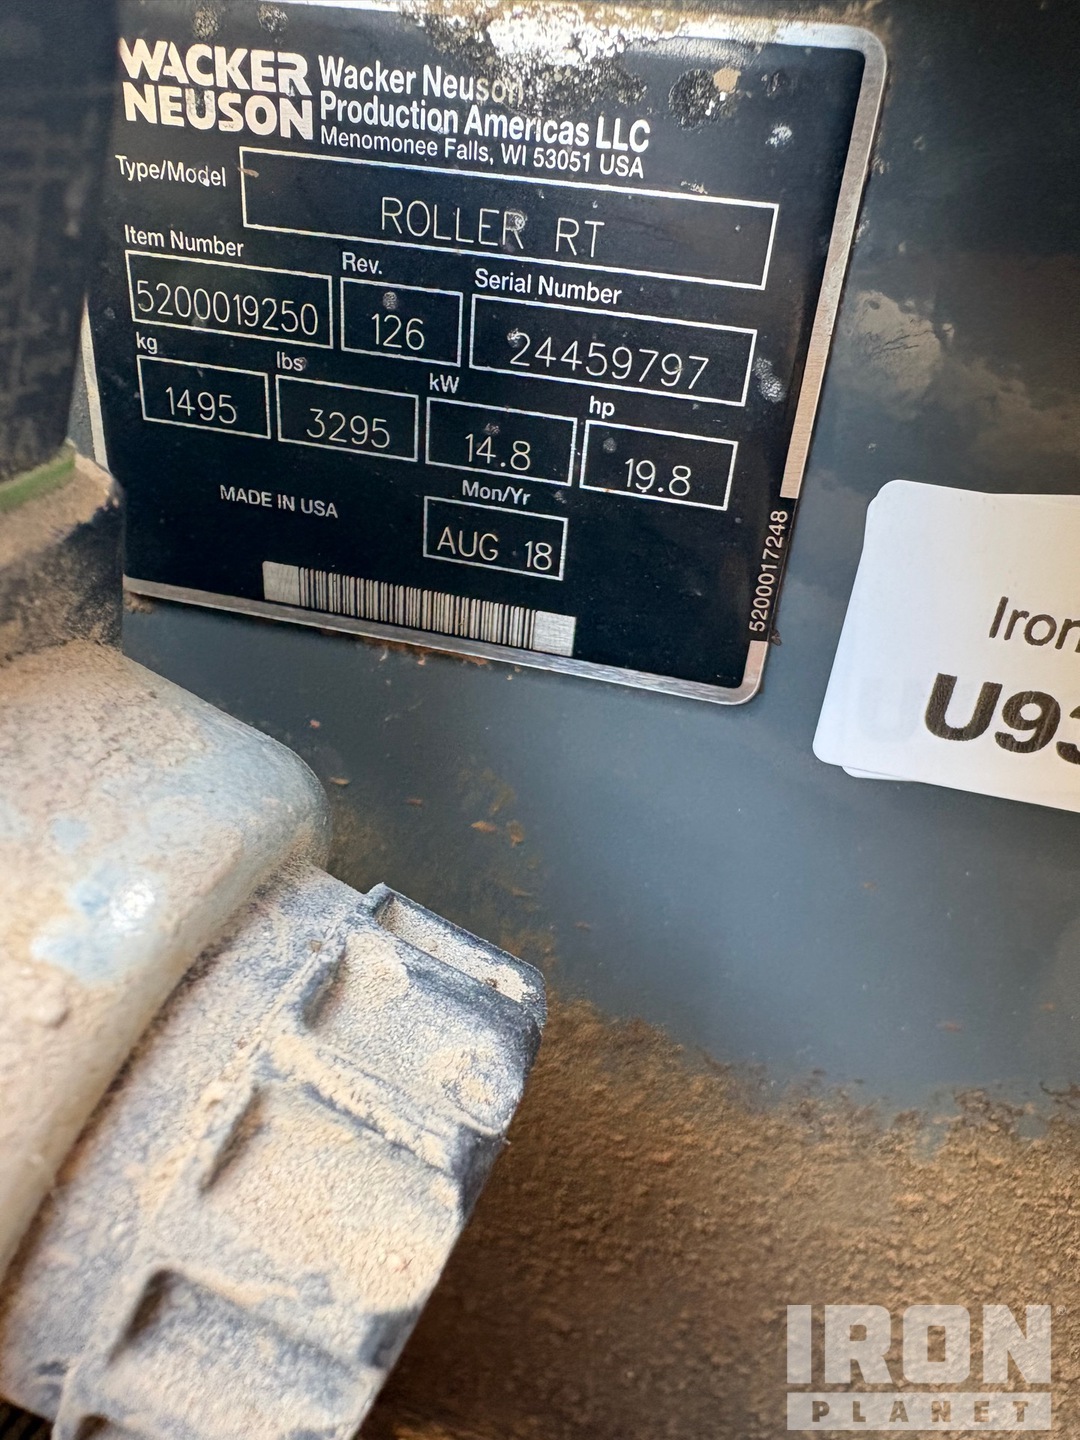 WACKER
NEUSON
Wacker Neuson
Production Americas LLC
Menomonee Falls, WI 53051 USA
Type/Model
ROLLER RT
Item Number
Rev.
Serial Number
5200019250
126
24459797
kg
lbs
kW
hp
1495
3295
14.8
19.8
MADE IN USA
Mon/Yr
AUG 18
5200017248
Iron
U93
IRON
PLANET